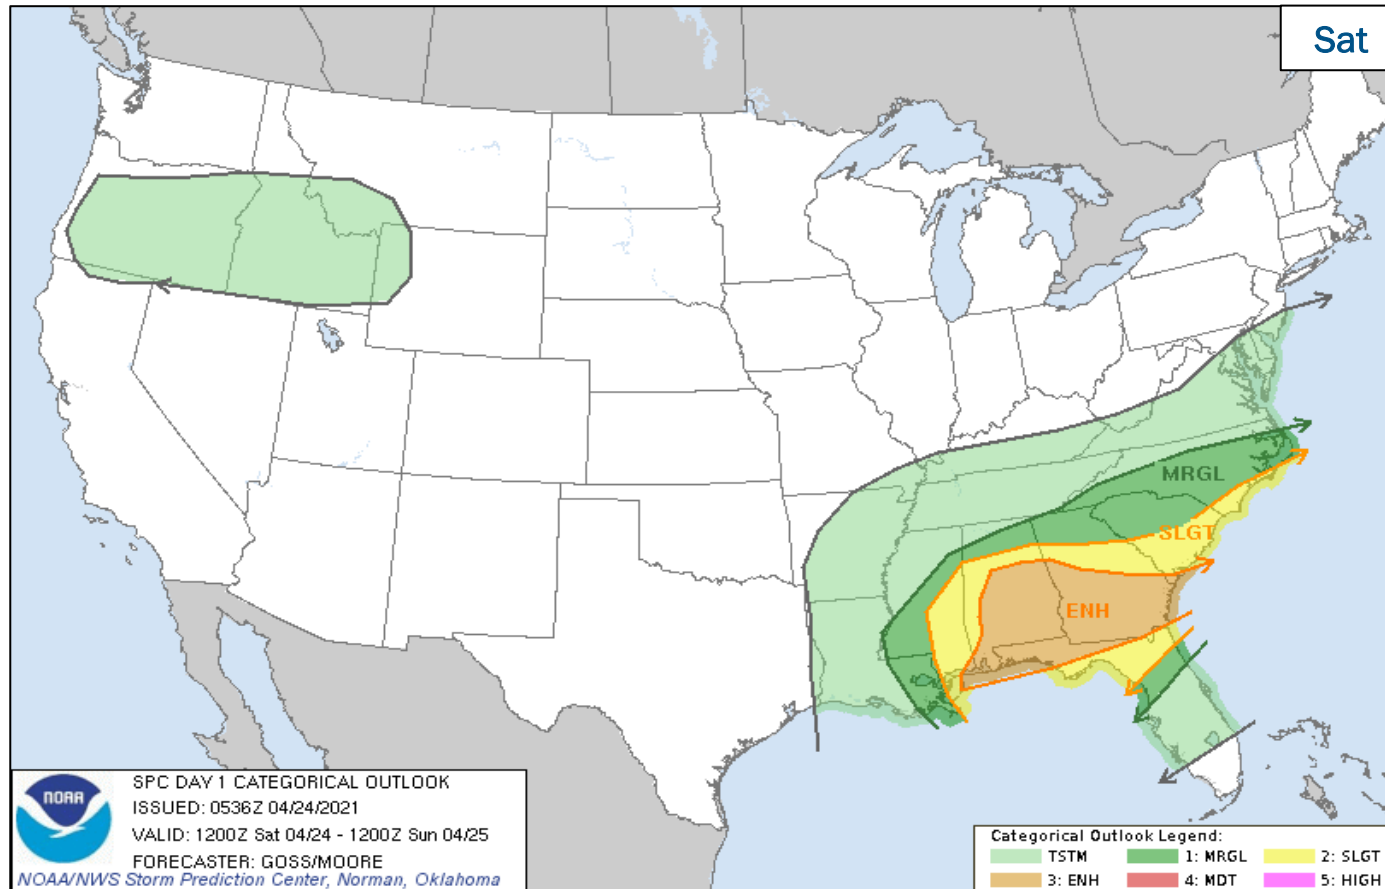 Sat
MRGL
SLGT
ENH
NOAA
SPC DAY 1 CATEGORICAL OUTLOOK
ISSUED: 0536Z 04/24/2021
VALID: 1200Z Sat 04/24 - 1200Z Sun 04/25
FORECASTER: GOSS/MOORE
NOAA/NWS Storm Prediction Center, Norman, Oklahoma
Categorical Outlook Legend:
TSTM 1: MRGL 2: SLGT
3: ENH 4: MDT 5: HIGH